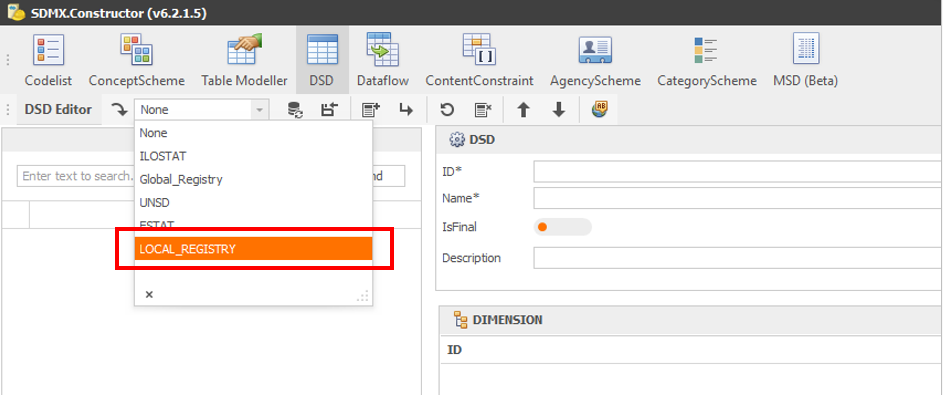 SDMX.Constructor (v6.2.1.5)
Codelist ConceptScheme Table Modeller DSD Dataflow ContentConstraint AgencyScheme CategoryScheme MSD (Beta)
DSD Editor None
None
ILOSTAT
Global_Registry
UNSD
ESTAT
LOCAL_REGISTRY
Enter text to search.
nd
DSD
ID*
Name*
IsFinal
Description
DIMENSION
ID